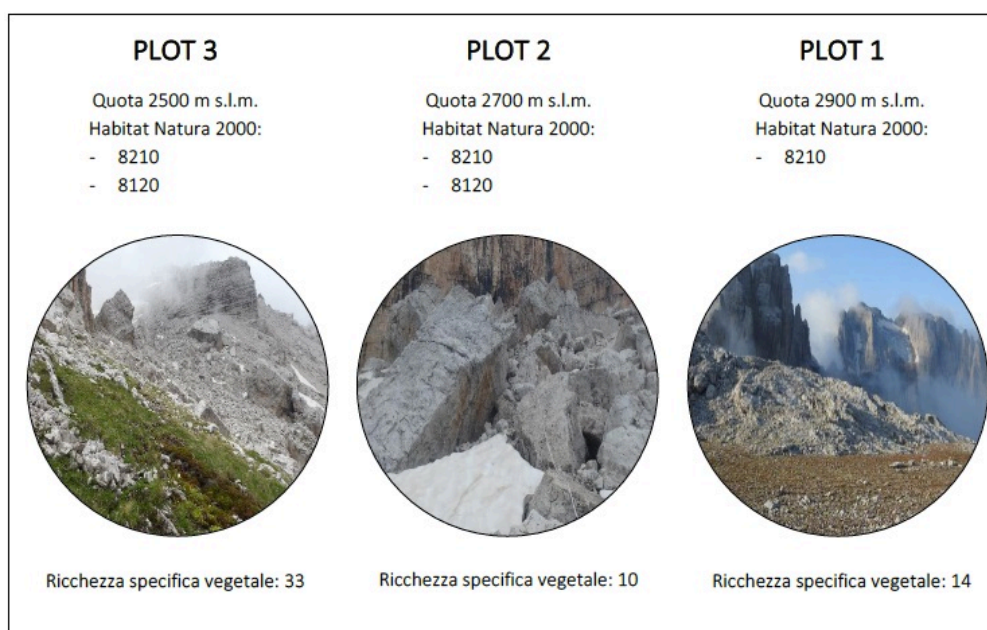 PLOT 3
Quota 2500 m s.l.m.
Habitat Natura 2000:
- 8210
- 8120
Ricchezza specifica vegetale: 33
PLOT 2
Quota 2700 m s.l.m.
Habitat Natura 2000:
- 8210
- 8120
Ricchezza specifica vegetale: 10
PLOT 1
Quota 2900 m s.l.m.
Habitat Natura 2000:
- 8210
Ricchezza specifica vegetale: 14